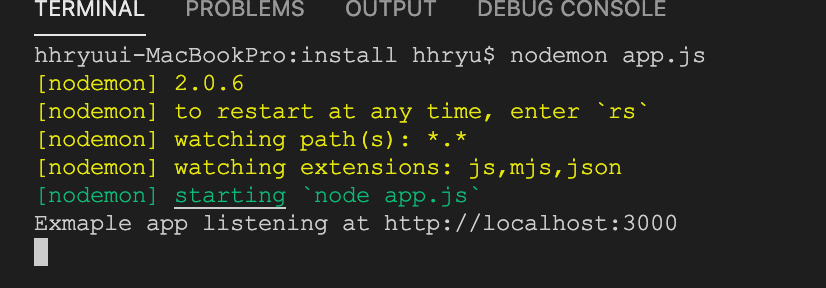 TERMINAL PROBLEMS OUTPUT DEBUG CONSOLE
hhryuui-MacBookPro:install hhryu$ nodemon app.js
[nodemon] 2.0.6
[nodemon] to restart at any time, enter `rs`
[nodemon] watching path(s): *.*
[nodemon] watching extensions: js,mjs,json
[nodemon] starting `node app.js`
Exmaple app listening at http://localhost:3000